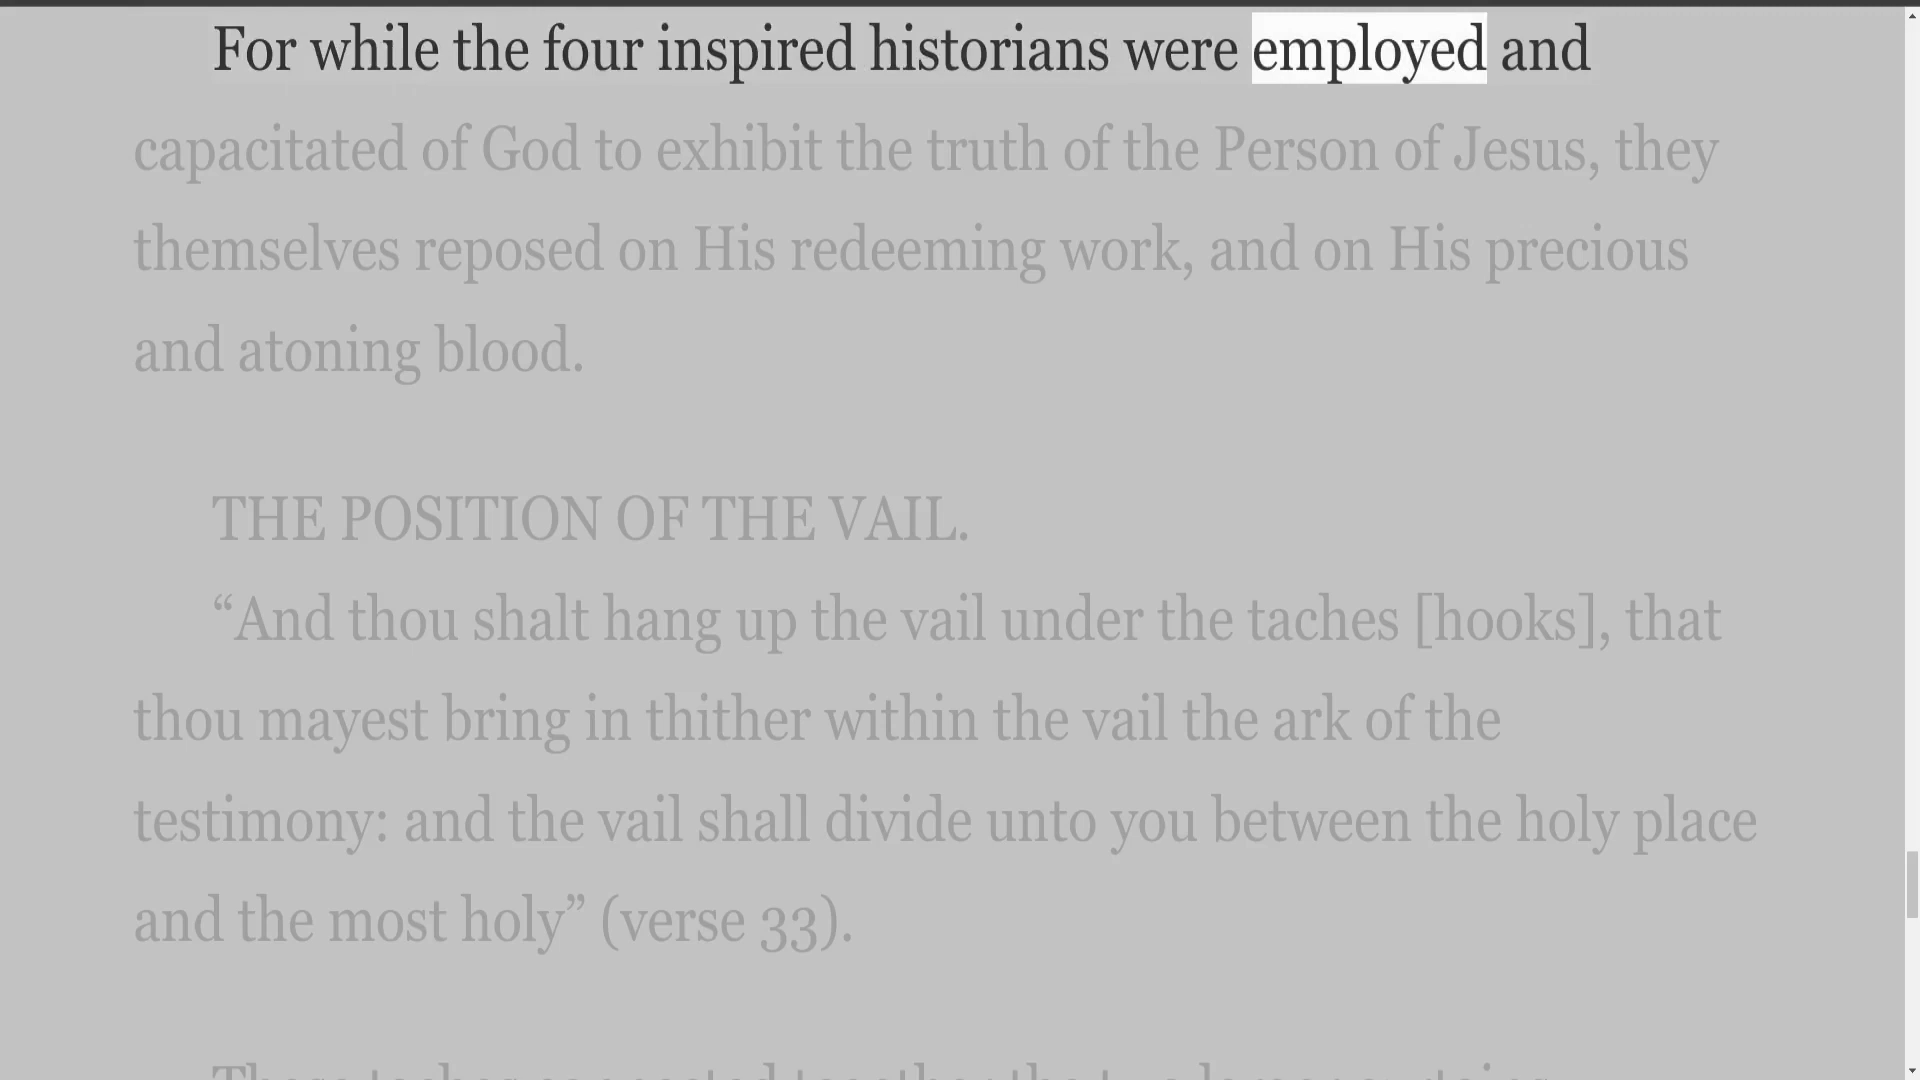 For while the four inspired historians were employed and
capacitated of God to exhibit the truth of the Person of Jesus, they
themselves reposed on His redeeming work, and on His precious
and atoning blood.
THE POSITION OF THE VAIL.
“And thou shalt hang up the vail under the taches [hooks], that
thou mayest bring in thither within the vail the ark of the
testimony: and the vail shall divide unto you between the holy place
and the most holy” (verse 33).